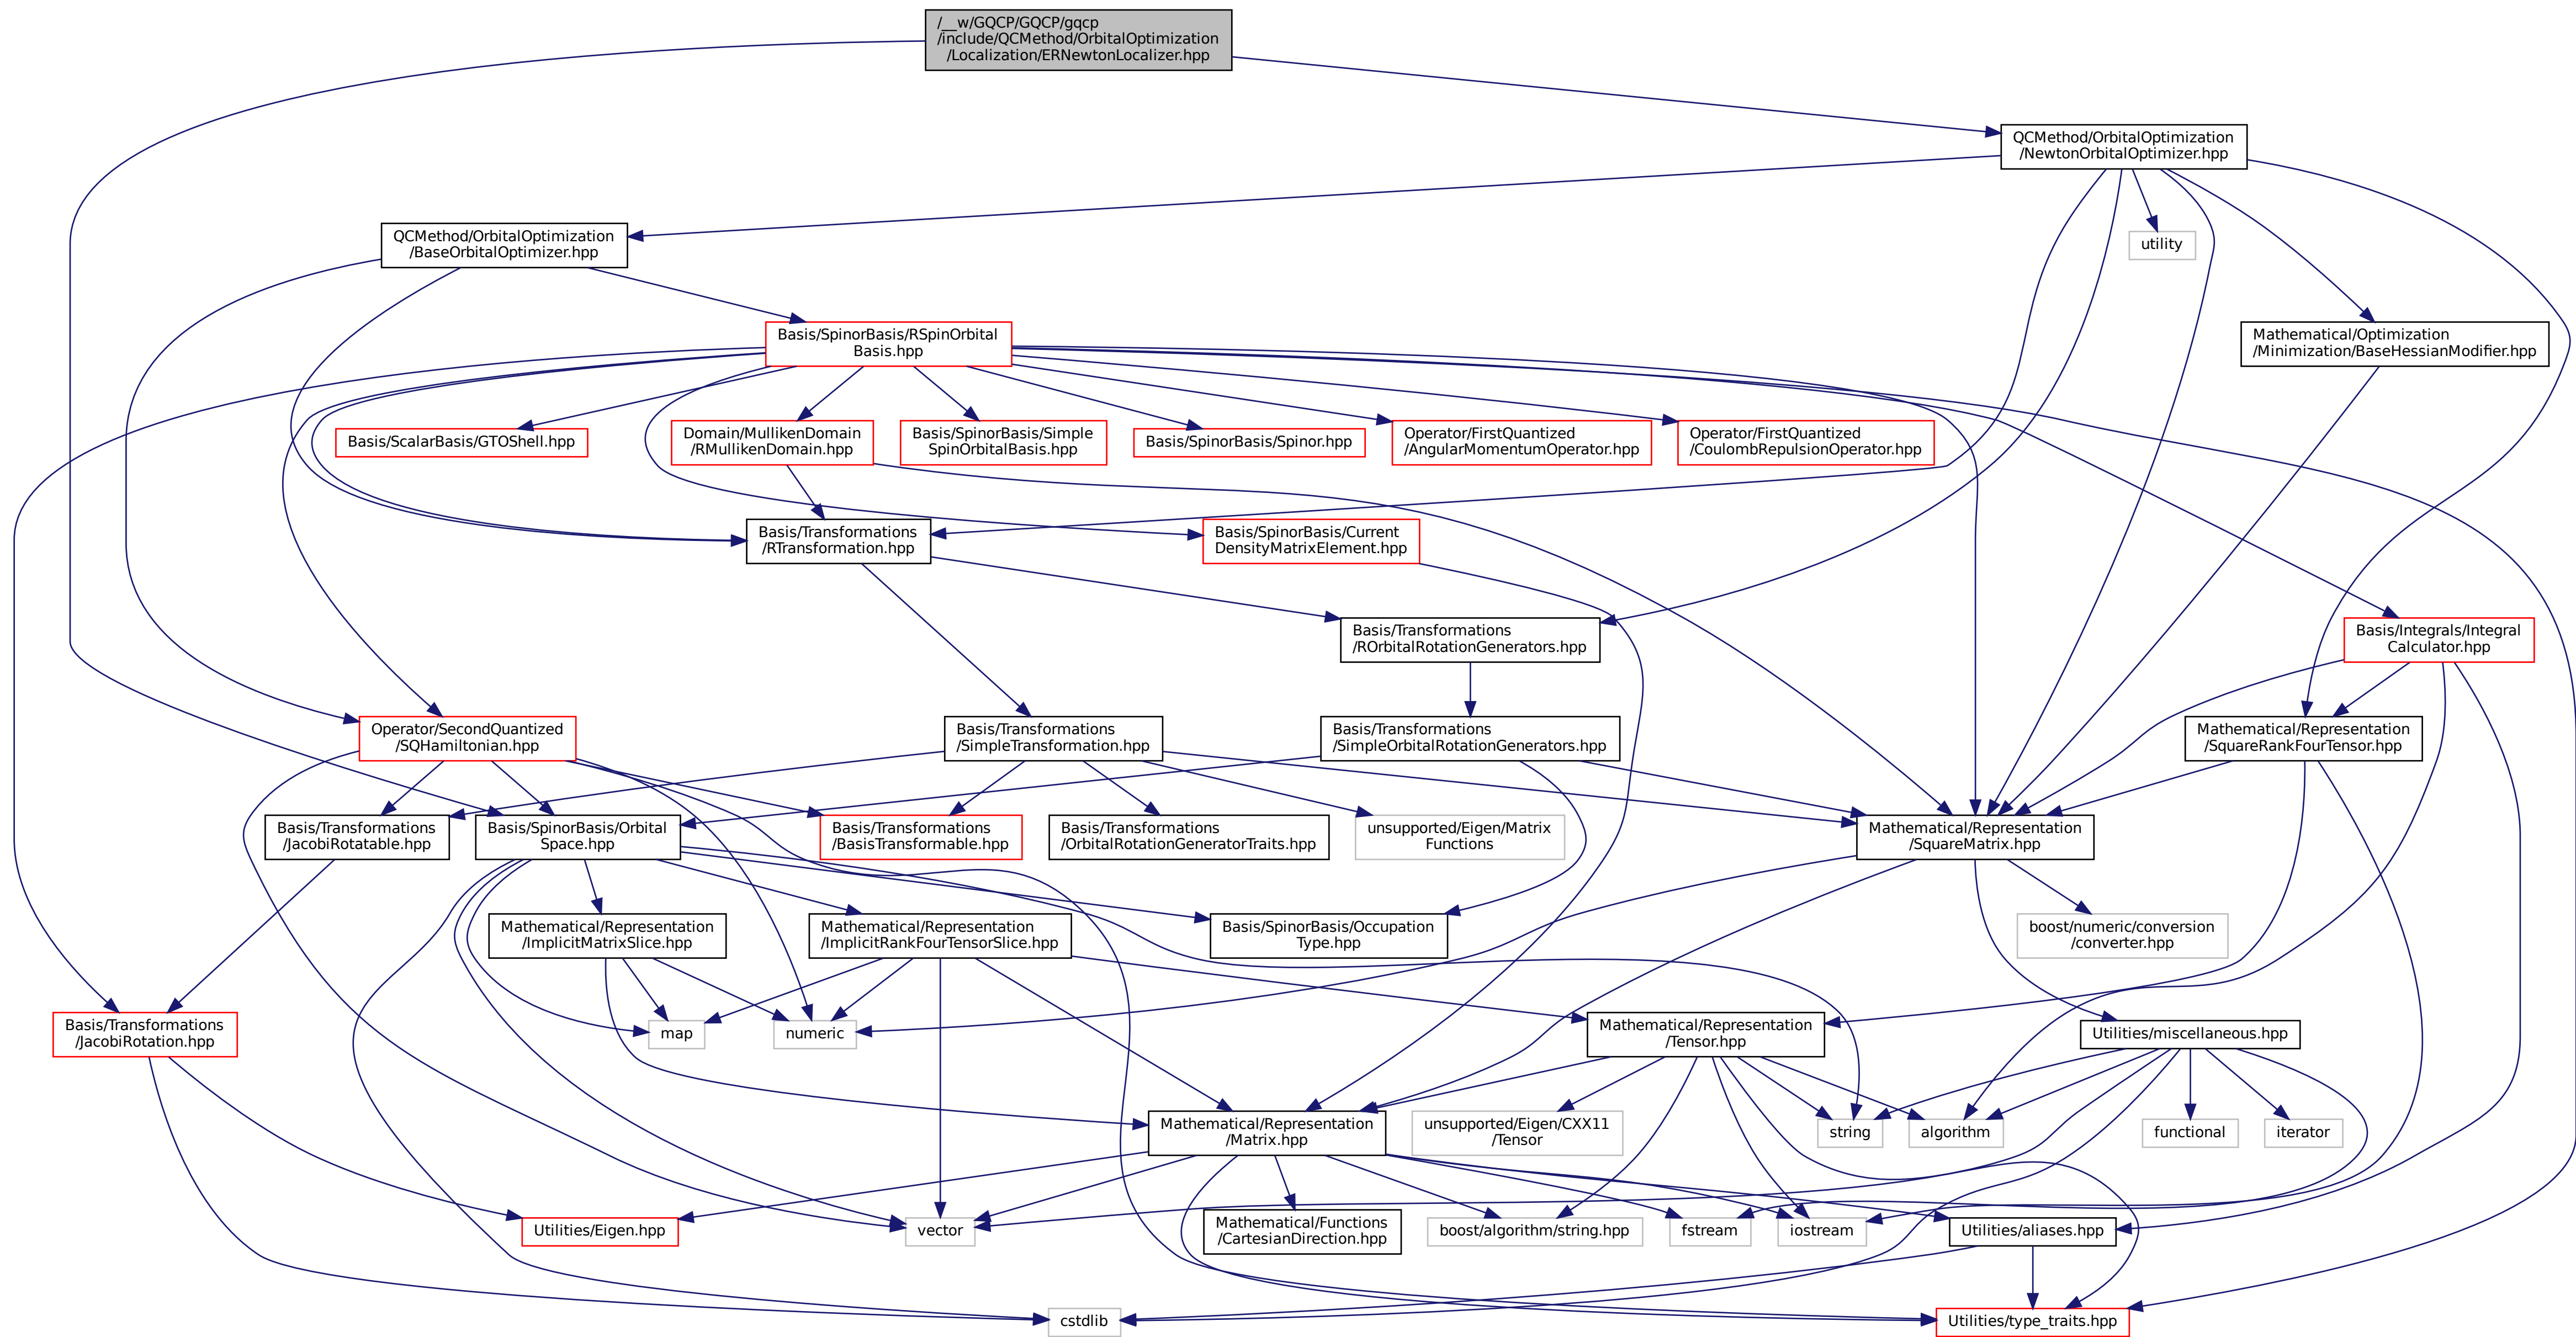 /__w/GQCP/GQCP/gqcp
/include/QCMethod/OrbitalOptimization
/Localization/ERNewtonLocalizer.hpp
QCMethod/OrbitalOptimization
/NewtonOrbitalOptimizer.hpp
QCMethod/OrbitalOptimization
/BaseOrbitalOptimizer.hpp
utility
Basis/SpinorBasis/RSpinOrbital
Basis.hpp
Mathematical/Optimization
/Minimization/BaseHessianModifier.hpp
Basis/ScalarBasis/GTOShell.hpp
Domain/MullikenDomain
/RMullikenDomain.hpp
Basis/SpinorBasis/Simple
SpinOrbitalBasis.hpp
Basis/SpinorBasis/Spinor.hpp
Operator/FirstQuantized
/AngularMomentumOperator.hpp
Operator/FirstQuantized
/CoulombRepulsionOperator.hpp
Basis/Transformations
/RTransformation.hpp
Basis/SpinorBasis/Current
DensityMatrixElement.hpp
Basis/Transformations
/ROrbitalRotationGenerators.hpp
Basis/Integrals/Integral
Calculator.hpp
Operator/SecondQuantized
/SQHamiltonian.hpp
Basis/Transformations
/SimpleTransformation.hpp
Basis/Transformations
/SimpleOrbitalRotationGenerators.hpp
Mathematical/Representation
/SquareRankFourTensor.hpp
Basis/Transformations
/JacobiRotatable.hpp
Basis/SpinorBasis/Orbital
Space.hpp
Basis/Transformations
/BasisTransformable.hpp
Basis/Transformations
/OrbitalRotationGeneratorTraits.hpp
unsupported/Eigen/Matrix
Functions
Mathematical/Representation
/SquareMatrix.hpp
Mathematical/Representation
/ImplicitMatrixSlice.hpp
Mathematical/Representation
/ImplicitRankFourTensorSlice.hpp
Basis/SpinorBasis/Occupation
Type.hpp
boost/numeric/conversion
/converter.hpp
Basis/Transformations
/JacobiRotation.hpp
map
numeric
Mathematical/Representation
/Tensor.hpp
Utilities/miscellaneous.hpp
Mathematical/Representation
/Matrix.hpp
unsupported/Eigen/CXX11
/Tensor
string
algorithm
functional
iterator
Utilities/Eigen.hpp
vector
Mathematical/Functions
/CartesianDirection.hpp
boost/algorithm/string.hpp
fstream
iostream
Utilities/aliases.hpp
cstdlib
Utilities/type_traits.hpp